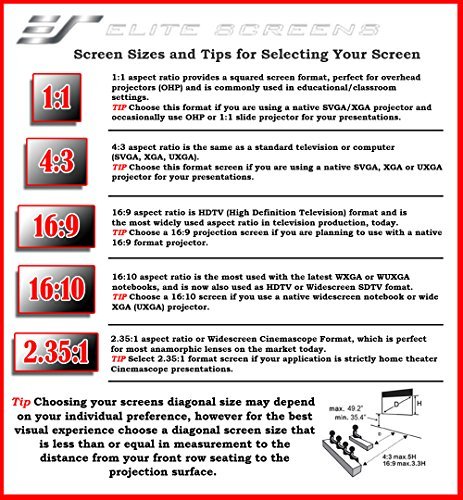 ELITE SCREENS
Screen Sizes and Tips for Selecting Your Screen
1:1
1:1 aspect ratio provides a squared screen format, perfect for overhead
projectors (OHP) and is commonly used in educational/classroom
settings.
TIP Choose this format if you are using a native SVGA/XGA projector and
occasionally use OHP or 1:1 slide projector for your presentations.
4:3
4:3 aspect ratio is the same as a standard television or computer
(SVGA, XGA, UXGA).
TIP Choose this format screen if you are using a native SVGA, XGA or UXGA
projector for your presentations.
16:9
16:9 aspect ratio is HDTV (High Definition Television) format and is
the most widely used aspect ratio in television production, today.
TIP Choose a 16:9 projection screen if you are planning to use with a native
16:9 format projector.
16:10
16:10 aspect ratio is the most used with the latest WXGA or WUXGA
notebooks, and is now also used as HDTV or Widescreen SDTV fomat.
TIP Choose a 16:10 screen if you use a native widescreen notebook or wide
XGA (UXGA) projector.
2.35:1
2.35:1 aspect ratio or Widescreen Cinemascope Format, which is perfect
for most anamorphic lenses on the market today.
TIP Select 2.35:1 format screen if your application is strictly home theater
Cinemascope presentations.
Tip Choosing your screens diagonal size may depend
on your individual preference, however for the best
visual experience choose a diagonal screen size that
is less than or equal in measurement to the
distance from your front row seating to the
projection surface.
H
D
max. 49.2"
min. 35.4"
4:3 max.5H
16:9 max.3.3H